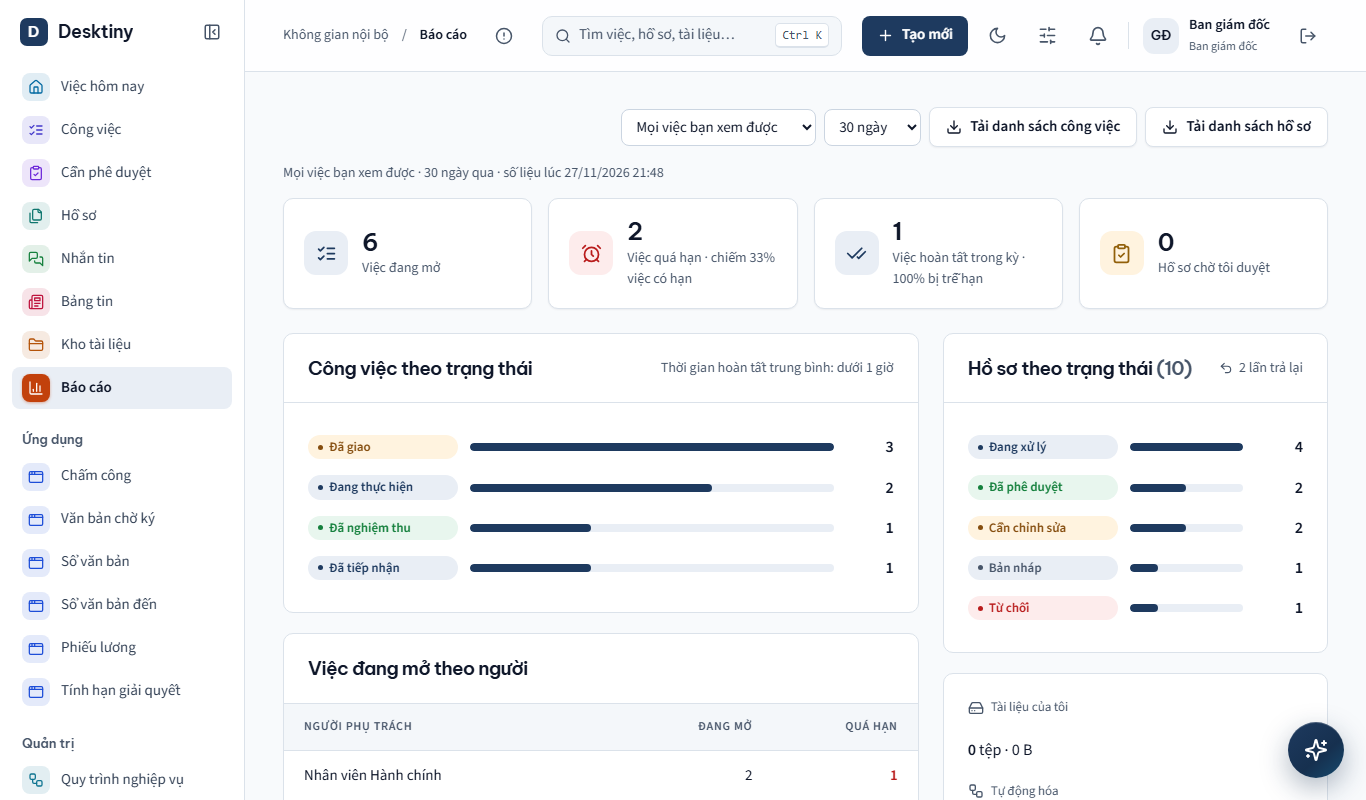 D Desktiny
Việc hôm nay
Công việc
Cần phê duyệt
Hồ sơ
Nhắn tin
Bảng tin
Kho tài liệu
Báo cáo
Ứng dụng
Chấm công
Văn bản chờ ký
Số văn bản
Số văn bản đến
Phiếu lương
Tính hạn giải quyết
Quản trị
Quy trình nghiệp vụ
Không gian nội bộ / Báo cáo
Tìm việc, hồ sơ, tài liệu… Ctrl K
Tạo mới
GĐ
Ban giám đốc
Ban giám đốc
Mọi việc bạn xem được
30 ngày
Tải danh sách công việc
Tải danh sách hồ sơ
Mọi việc bạn xem được · 30 ngày qua · số liệu lúc 27/11/2026 21:48
6
Việc đang mở
2
Việc quá hạn · chiếm 33%
việc có hạn
1
Việc hoàn tất trong kỳ ·
100% bị trễ hạn
0
Hồ sơ chờ tôi duyệt
Công việc theo trạng thái
Thời gian hoàn tất trung bình: dưới 1 giờ
Đã giao 3
Đang thực hiện 2
Đã nghiệm thu 1
Đã tiếp nhận 1
Hồ sơ theo trạng thái (10)
2 lần trả lại
Đang xử lý 4
Đã phê duyệt 2
Cần chỉnh sửa 2
Bản nháp 1
Từ chối 1
Việc đang mở theo người
NGƯỜI PHỤ TRÁCH ĐANG MỞ QUÁ HẠN
Nhân viên Hành chính 2 1
Tài liệu của tôi
0 tệp · 0 B
Tự động hóa